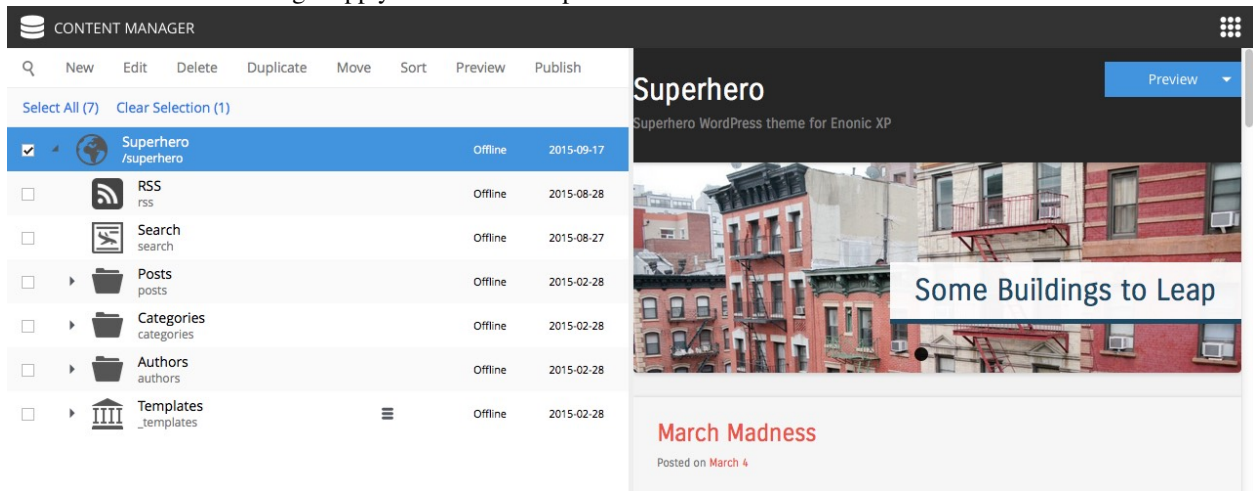 CONTENT MANAGER
New Edit Delete Duplicate Move Sort Preview Publish
Select All (7) Clear Selection (1)
Superhero
/superhero
Offline 2015-09-17
RSS
rss
Offline 2015-08-28
Search
search
Offline 2015-08-27
Posts
posts
Offline 2015-02-28
Categories
categories
Offline 2015-02-28
Authors
authors
Offline 2015-02-28
Templates
_templates
Offline 2015-02-28
Superhero
Preview
Superhero WordPress theme for Enonic XP
Some Buildings to Leap
March Madness
Posted on March 4